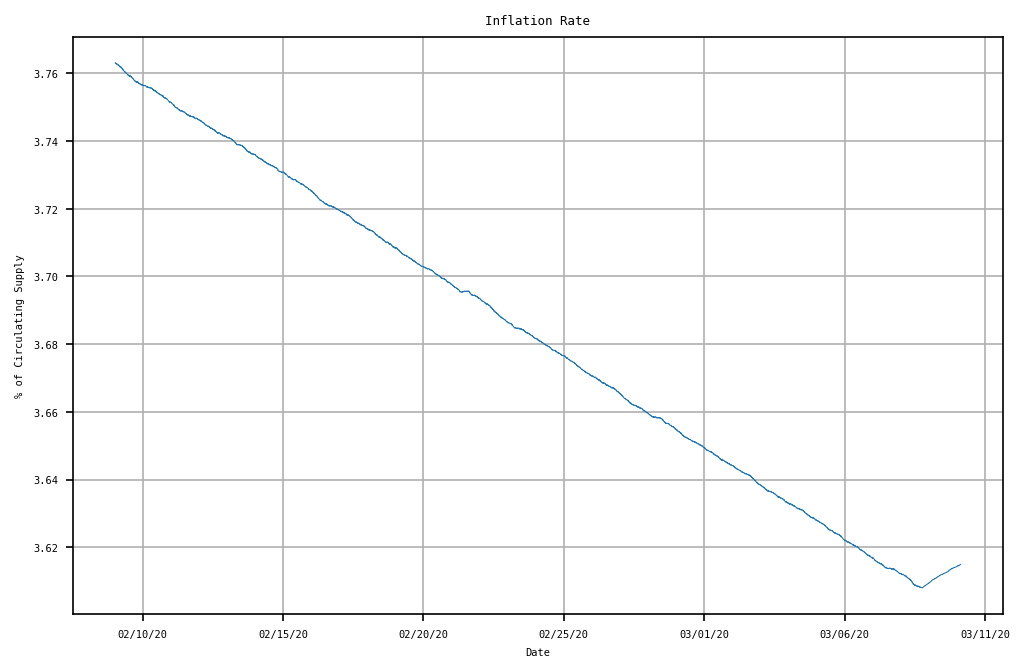 Inflation Rate
% of Circulating Supply
3.76
3.74
3.72
3.70
3.68
3.66
3.64
3.62
02/10/20 02/15/20 02/20/20 02/25/20 03/01/20 03/06/20 03/11/20
Date